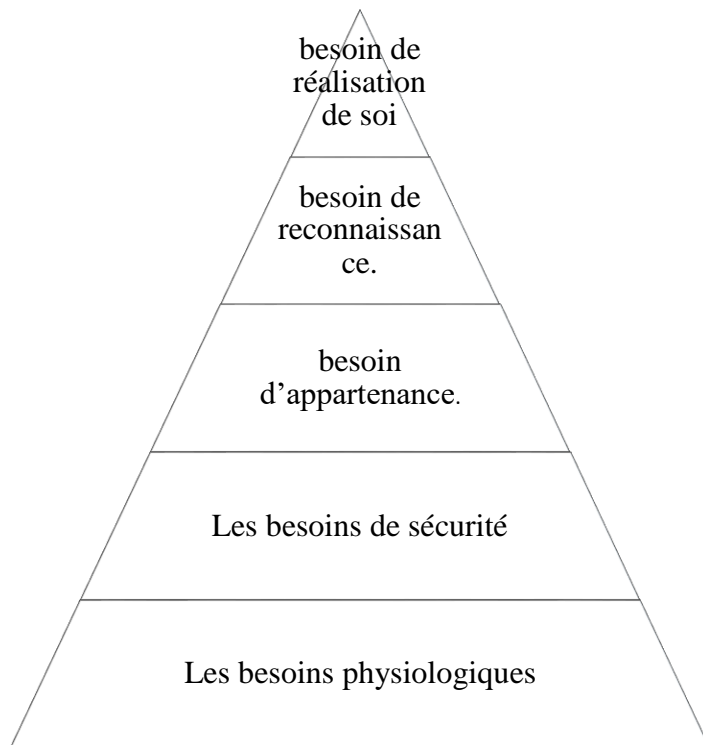 besoin de
réalisation
de soi
besoin de
reconnaissan
ce.
besoin
d’appartenance.
Les besoins de sécurité
Les besoins physiologiques